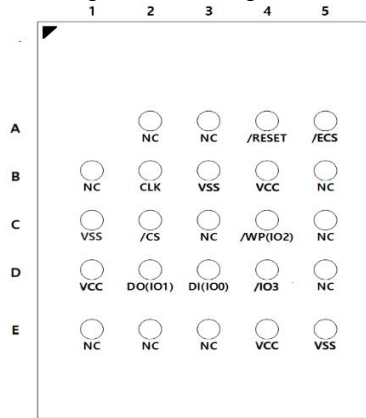 1 2 3 4 5
A
NC NC /RESET /ECS
B
NC CLK VSS VCC NC
C
VSS /CS NC /WP(IO2) NC
D
VCC DO(IO1) DI(IO0) /IO3 NC
E
NC NC NC VCC VSS